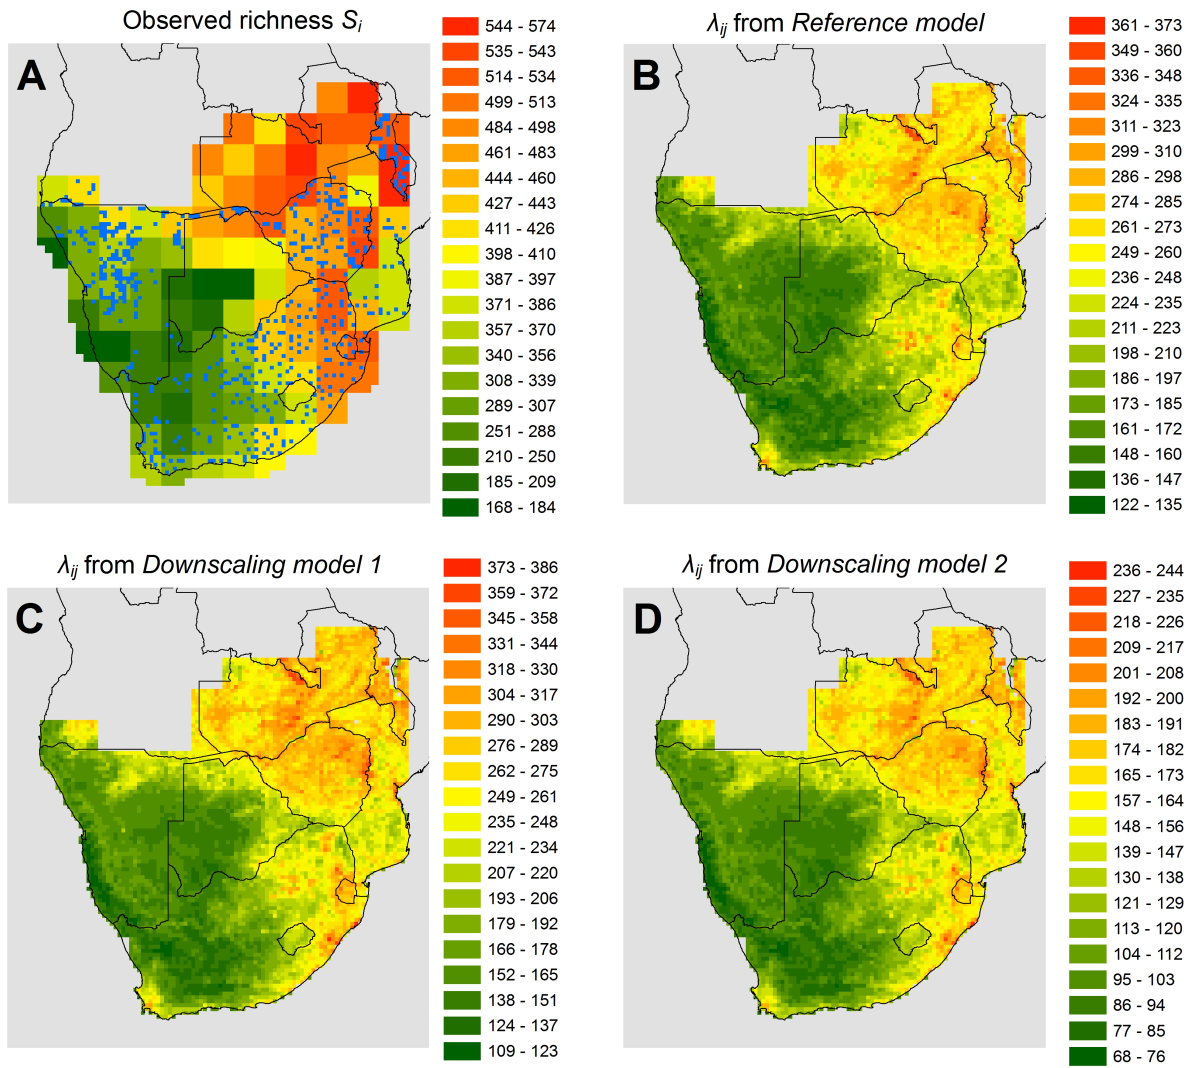 Observed richness Si
A
544 - 574
535 - 543
514 - 534
499 - 513
484 - 498
461 - 483
444 - 460
427 - 443
411 - 426
398 - 410
387 - 397
371 - 386
357 - 370
340 - 356
308 - 339
289 - 307
251 - 288
210 - 250
185 - 209
168 - 184
λij from Reference model
B
361 - 373
349 - 360
336 - 348
324 - 335
311 - 323
299 - 310
286 - 298
274 - 285
261 - 273
249 - 260
236 - 248
224 - 235
211 - 223
198 - 210
186 - 197
173 - 185
161 - 172
148 - 160
136 - 147
122 - 135
λij from Downscaling model 1
C
373 - 386
359 - 372
345 - 358
331 - 344
318 - 330
304 - 317
290 - 303
276 - 289
262 - 275
249 - 261
235 - 248
221 - 234
207 - 220
193 - 206
179 - 192
166 - 178
152 - 165
138 - 151
124 - 137
109 - 123
λij from Downscaling model 2
D
236 - 244
227 - 235
218 - 226
209 - 217
201 - 208
192 - 200
183 - 191
174 - 182
165 - 173
157 - 164
148 - 156
139 - 147
130 - 138
121 - 129
113 - 120
104 - 112
95 - 103
86 - 94
77 - 85
68 - 76